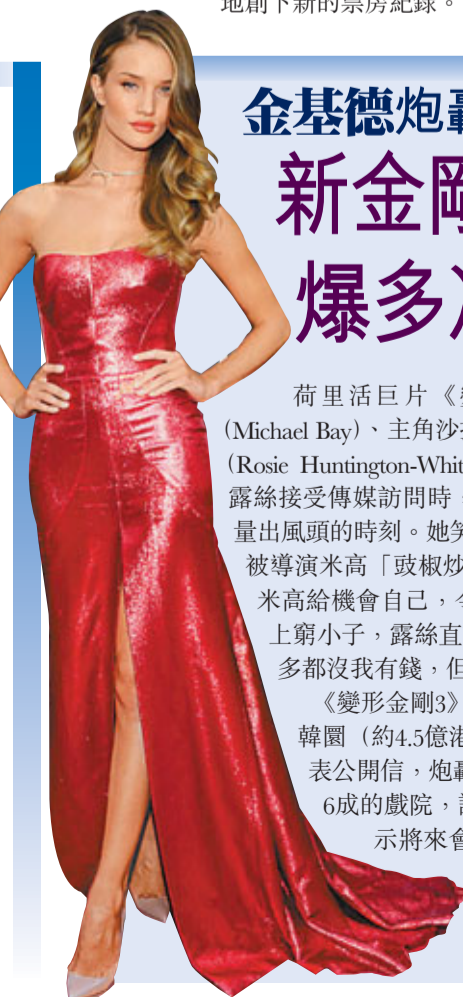 地創下新的票房紀錄。
金基德炮轟
新金剛
爆多
荷里活巨片《
(Michael Bay)、主角沙
(Rosie Huntington-Whit
露絲接受傳媒訪問時，
量出風頭的時刻。她笑
被導演米高「豉椒炒
米高給機會自己，今
上窮小子，露絲直
多都沒我有錢，但
《變形金剛3》
韓圜（約4.5億港
表公開信，炮轟
6成的戲院，
示將來會